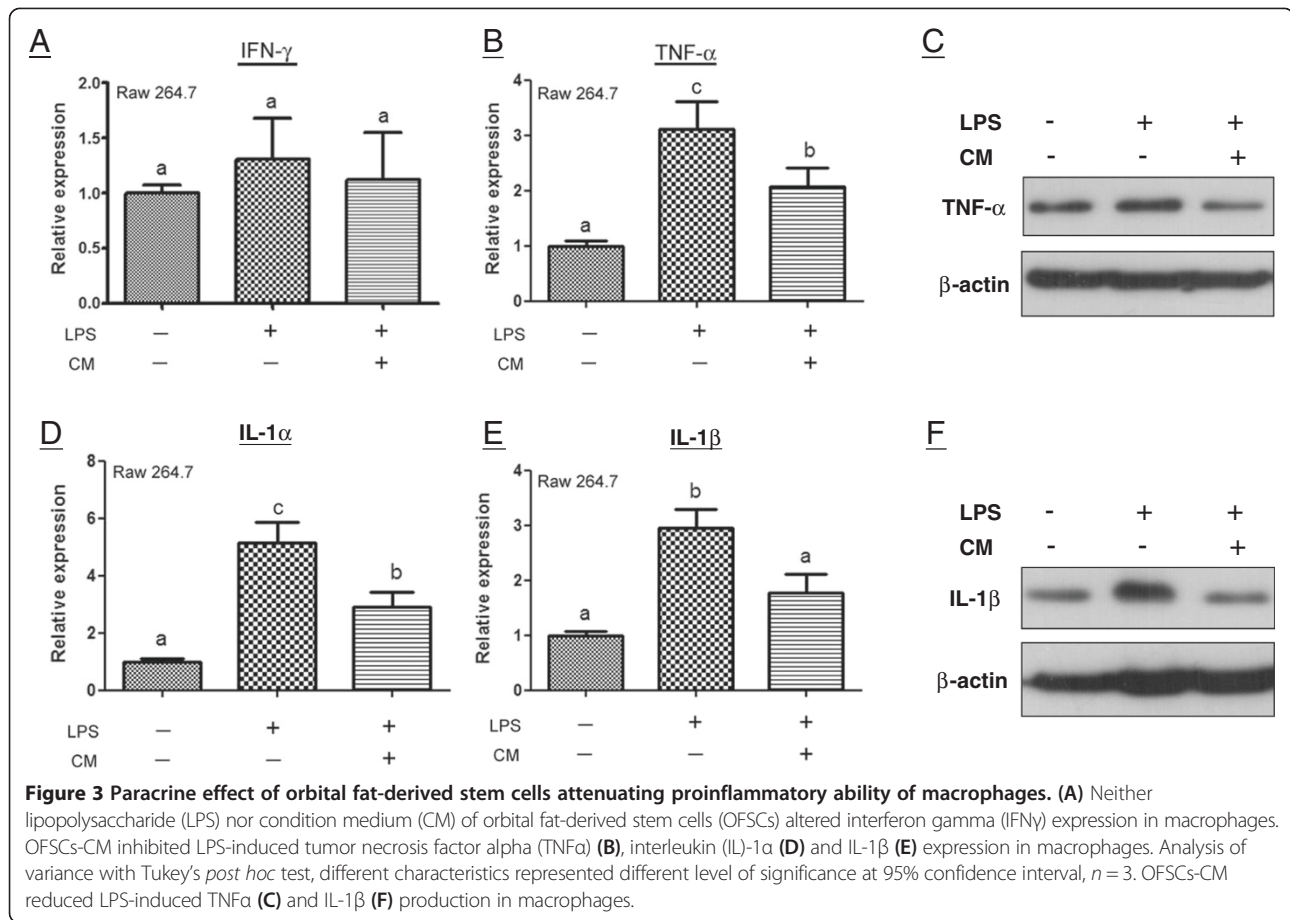 A
IFN-γ
Raw 264.7
Relative expression
2.0
1.5
1.0
0.5
0.0
a
a
a
LPS — + +
CM — — +
B
TNF-α
Raw 264.7
Relative expression
4
3
2
1
0
a
c
b
LPS — + +
CM — — +
C
LPS - + +
CM - - +
TNF-α
β-actin
D
IL-1α
Raw 264.7
Relative expression
8
6
4
2
0
a
c
b
LPS — + +
CM — — +
E
IL-1β
Raw 264.7
Relative expression
4
3
2
1
0
a
b
a
LPS — + +
CM — — +
F
LPS - + +
CM - - +
IL-1β
β-actin
Figure 3 Paracrine effect of orbital fat-derived stem cells attenuating proinflammatory ability of macrophages. (A) Neither
lipopolysaccharide (LPS) nor condition medium (CM) of orbital fat-derived stem cells (OFSCs) altered interferon gamma (IFNγ) expression in macrophages.
OFSCs-CM inhibited LPS-induced tumor necrosis factor alpha (TNFα) (B), interleukin (IL)-1α (D) and IL-1β (E) expression in macrophages. Analysis of
variance with Tukey's post hoc test, different characteristics represented different level of significance at 95% confidence interval, n = 3. OFSCs-CM
reduced LPS-induced TNFα (C) and IL-1β (F) production in macrophages.